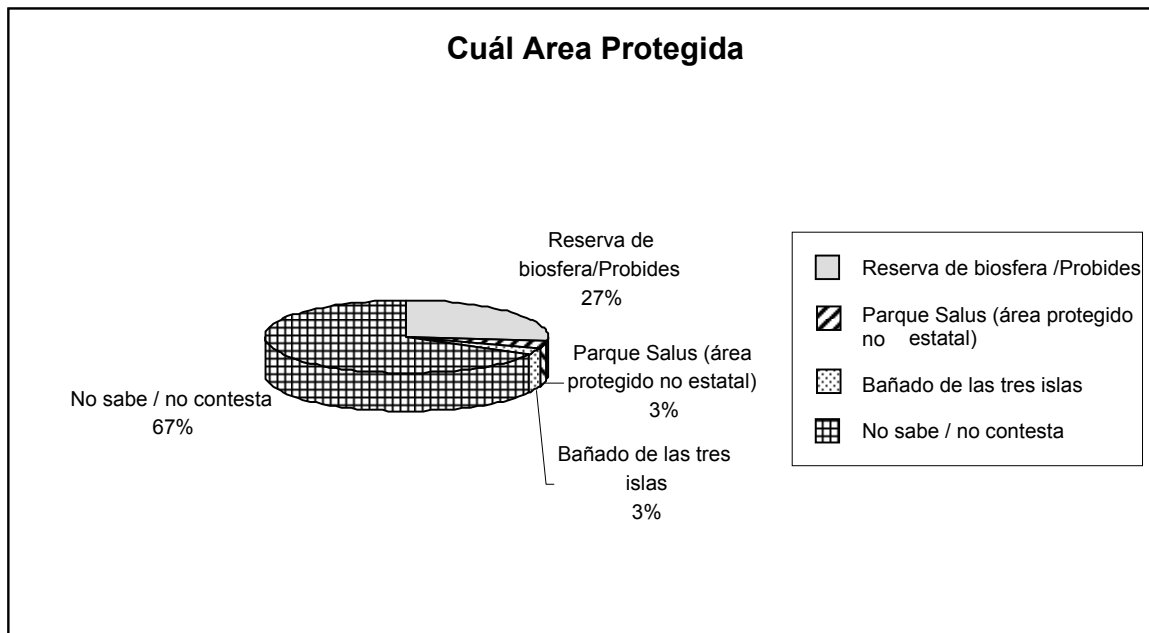 Cuál Area Protegida
Reserva de
biosfera/Probides
27%
Parque Salus (área
protegido no estatal)
3%
Bañado de las tres
islas
3%
No sabe / no contesta
67%
Reserva de biosfera /Probides
Parque Salus (área protegido
no estatal)
Bañado de las tres islas
No sabe / no contesta